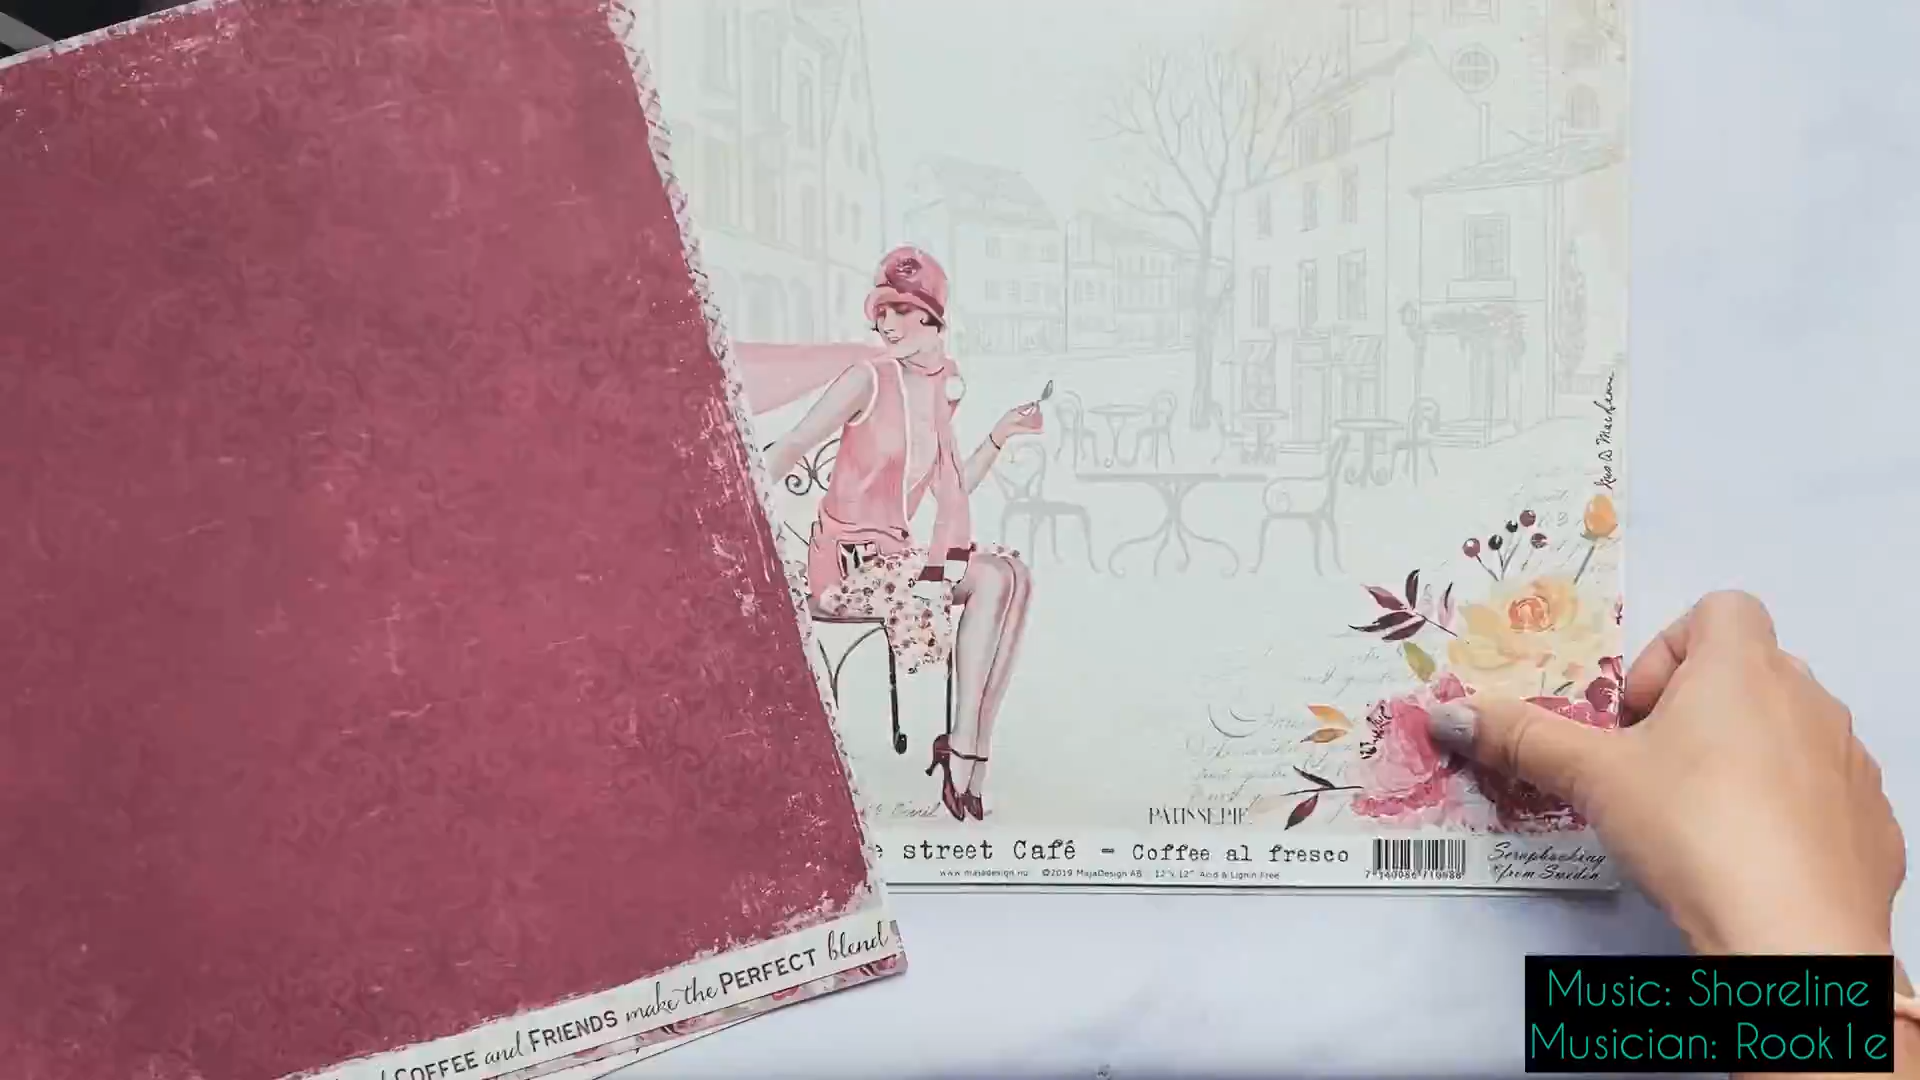 PATISSERIE
street Café - Coffee al fresco
www.majadesign.nu ©2019 MajaDesign AB 12"x 12" Acid & Lignin Free
Scrapbooking
from Sweden
COFFEE and FRIENDS make the PERFECT blend
Music: Shoreline
Musician: Rook1e